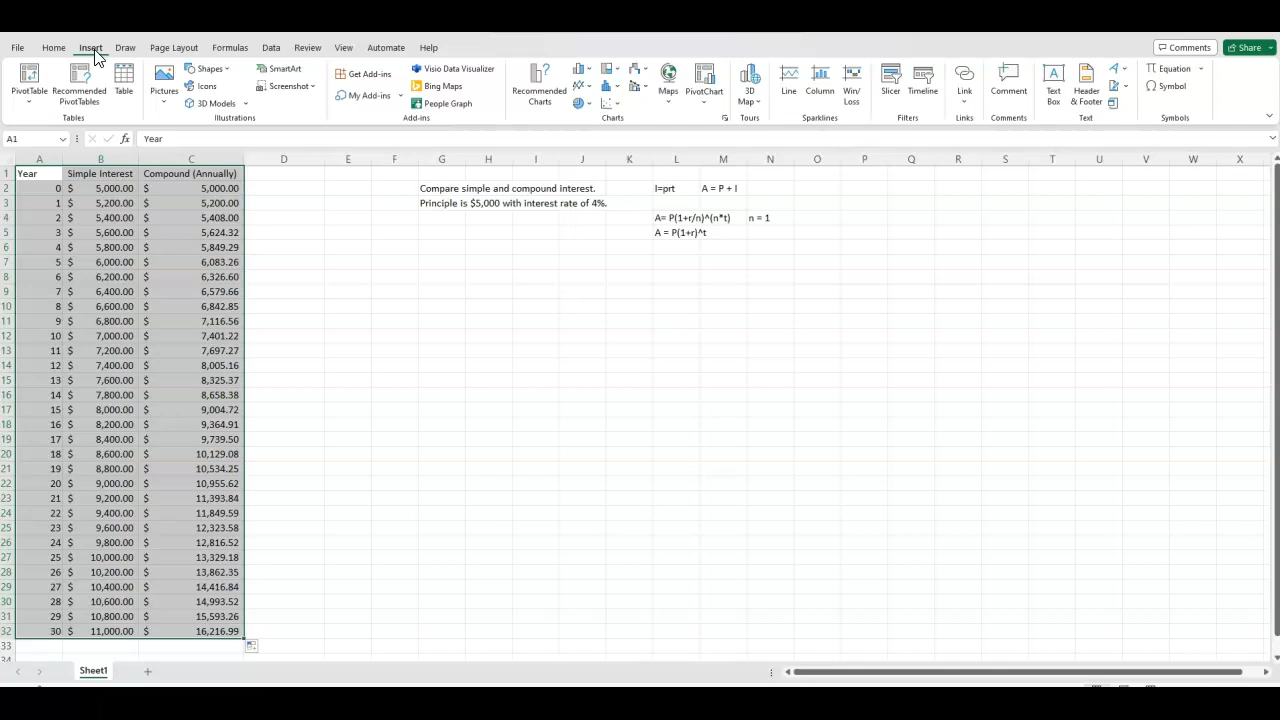 File Home Insert Draw Page Layout Formulas Data Review View Automate Help Comments Share
PivotTable Recommended PivotTables Table Pictures Shapes Icons 3D Models SmartArt Screenshot Get Add-ins My Add-ins Visio Data Visualizer Bing Maps People Graph Recommended Charts Maps PivotChart 3D Map Line Column Win/Loss Slicer Timeline Link Comment Text Box Header & Footer Equation Symbol
Tables Illustrations Add-ins Charts Tours Sparklines Filters Links Comments Text Symbols
A1 fx Year
A B C D E F G H I J K L M N O P Q R S T U V W X
1 Year Simple Interest Compound (Annually)
2 0 $ 5,000.00 $ 5,000.00 Compare simple and compound interest. I=prt A = P + I
3 1 $ 5,200.00 $ 5,200.00 Principle is $5,000 with interest rate of 4%.
4 2 $ 5,400.00 $ 5,408.00 A= P(1+r/n)^(n*t) n = 1
5 3 $ 5,600.00 $ 5,624.32 A = P(1+r)^t
6 4 $ 5,800.00 $ 5,849.29
7 5 $ 6,000.00 $ 6,083.26
8 6 $ 6,200.00 $ 6,326.60
9 7 $ 6,400.00 $ 6,579.66
10 8 $ 6,600.00 $ 6,842.85
11 9 $ 6,800.00 $ 7,116.56
12 10 $ 7,000.00 $ 7,401.22
13 11 $ 7,200.00 $ 7,697.27
14 12 $ 7,400.00 $ 8,005.16
15 13 $ 7,600.00 $ 8,325.37
16 14 $ 7,800.00 $ 8,658.38
17 15 $ 8,000.00 $ 9,004.72
18 16 $ 8,200.00 $ 9,364.91
19 17 $ 8,400.00 $ 9,739.50
20 18 $ 8,600.00 $ 10,129.08
21 19 $ 8,800.00 $ 10,534.25
22 20 $ 9,000.00 $ 10,955.62
23 21 $ 9,200.00 $ 11,393.84
24 22 $ 9,400.00 $ 11,849.59
25 23 $ 9,600.00 $ 12,323.58
26 24 $ 9,800.00 $ 12,816.52
27 25 $ 10,000.00 $ 13,329.18
28 26 $ 10,200.00 $ 13,862.35
29 27 $ 10,400.00 $ 14,416.84
30 28 $ 10,600.00 $ 14,993.52
31 29 $ 10,800.00 $ 15,593.26
32 30 $ 11,000.00 $ 16,216.99
33
34
Sheet1